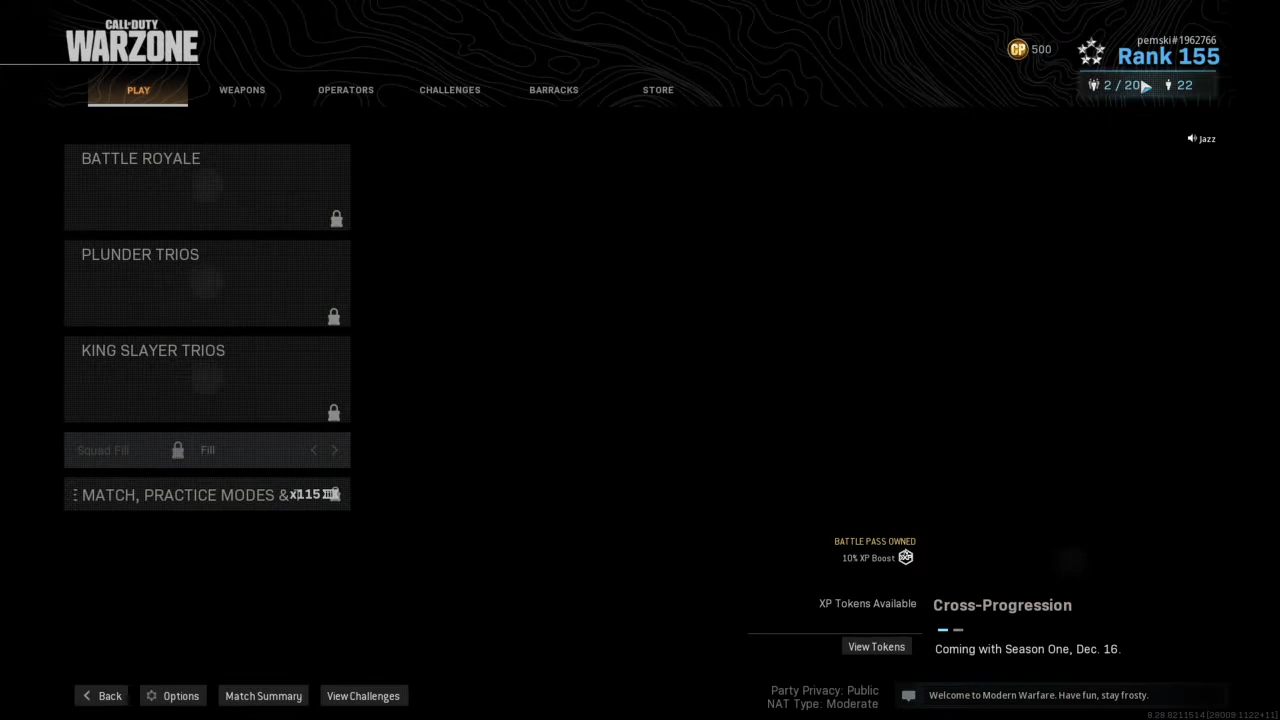 CALL OF DUTY
WARZONE
CP 500
pemski#1962766
Rank 155
2 / 20
22
PLAY
WEAPONS
OPERATORS
CHALLENGES
BARRACKS
STORE
Jazz
BATTLE ROYALE
PLUNDER TRIOS
KING SLAYER TRIOS
Squad Fill
Fill
MATCH, PRACTICE MODES &
x115
BATTLE PASS OWNED
10% XP Boost
XP Tokens Available
View Tokens
Cross-Progression
Coming with Season One, Dec. 16.
Back
Options
Match Summary
View Challenges
Party Privacy: Public
NAT Type: Moderate
Welcome to Modern Warfare. Have fun, stay frosty.